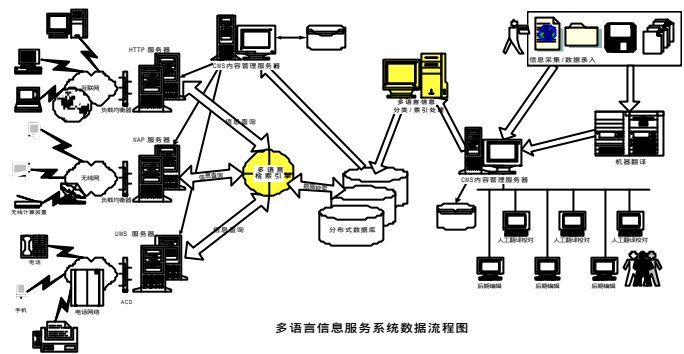 HTTP 服务器
CMS内容管理服务器
信息采集/数据录入
互联网
负载均衡器
信息查询
多语言信息
分类/索引处理
WAP 服务器
机器翻译
无线网
信息查询
多语言
检索引擎
数据检索
CMS内容管理服务器
无线计算装置
负载均衡器
UMS 服务器
信息查询
分布式数据库
人工翻译校对
人工翻译校对
人工翻译校对
电话
后期编辑
后期编辑
后期编辑
手机
电话网络
ACD
多语言信息服务系统数据流程图